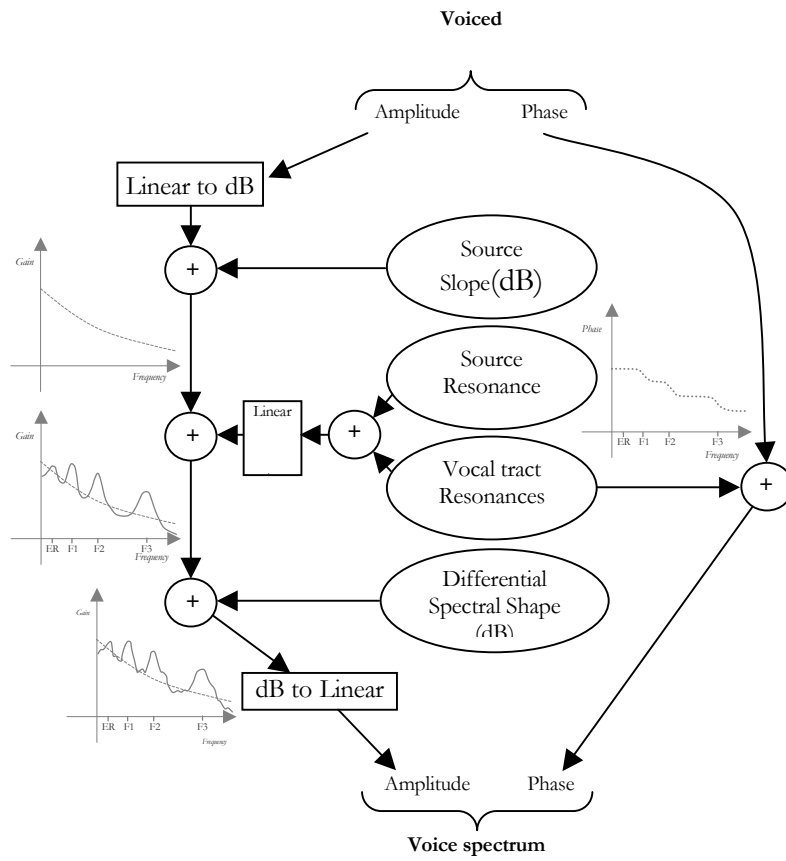 Voiced
Amplitude Phase
Linear to dB
Gain
Frequency
+
Source
Slope(dB)
Source
Resonance
Phase
ER F1 F2 F3
Frequency
Gain
ER F1 F2 F3
Frequency
+
Linear
+
Vocal tract
Resonances
+
+
Differential
Spectral Shape
(dB)
Gain
ER F1 F2 F3
Frequency
dB to Linear
Amplitude Phase
Voice spectrum